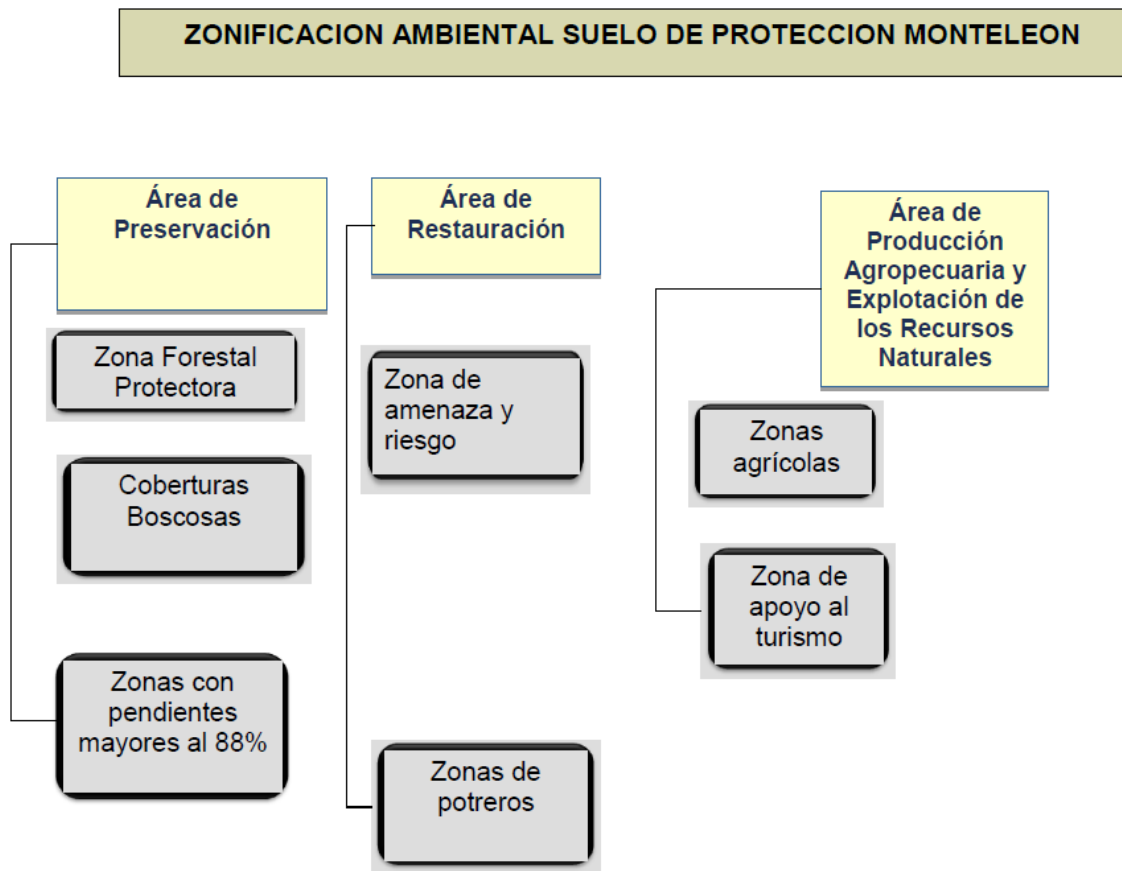 ZONIFICACION AMBIENTAL SUELO DE PROTECCION MONTELEON
Área de
Preservación
Zona Forestal
Protectora
Coberturas
Boscosas
Zonas con
pendientes
mayores al 88%
Área de
Restauración
Zona de
amenaza y
riesgo
Zonas de
potreros
Área de
Producción
Agropecuaria y
Explotación de
los Recursos
Naturales
Zonas
agrícolas
Zona de
apoyo al
turismo